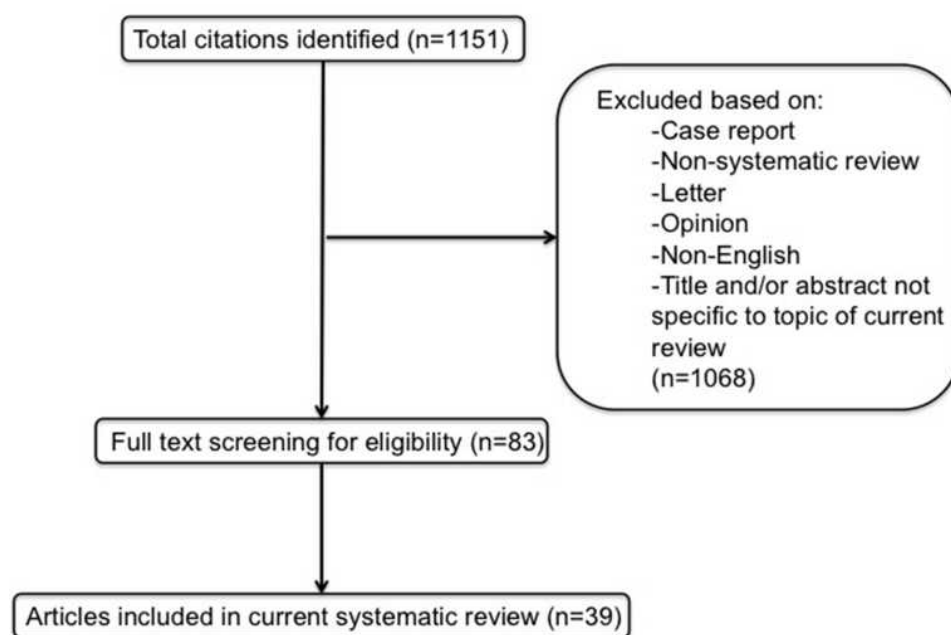 Total citations identified (n=1151)
Excluded based on:
-Case report
-Non-systematic review
-Letter
-Opinion
-Non-English
-Title and/or abstract not
specific to topic of current
review
(n=1068)
Full text screening for eligibility (n=83)
Articles included in current systematic review (n=39)